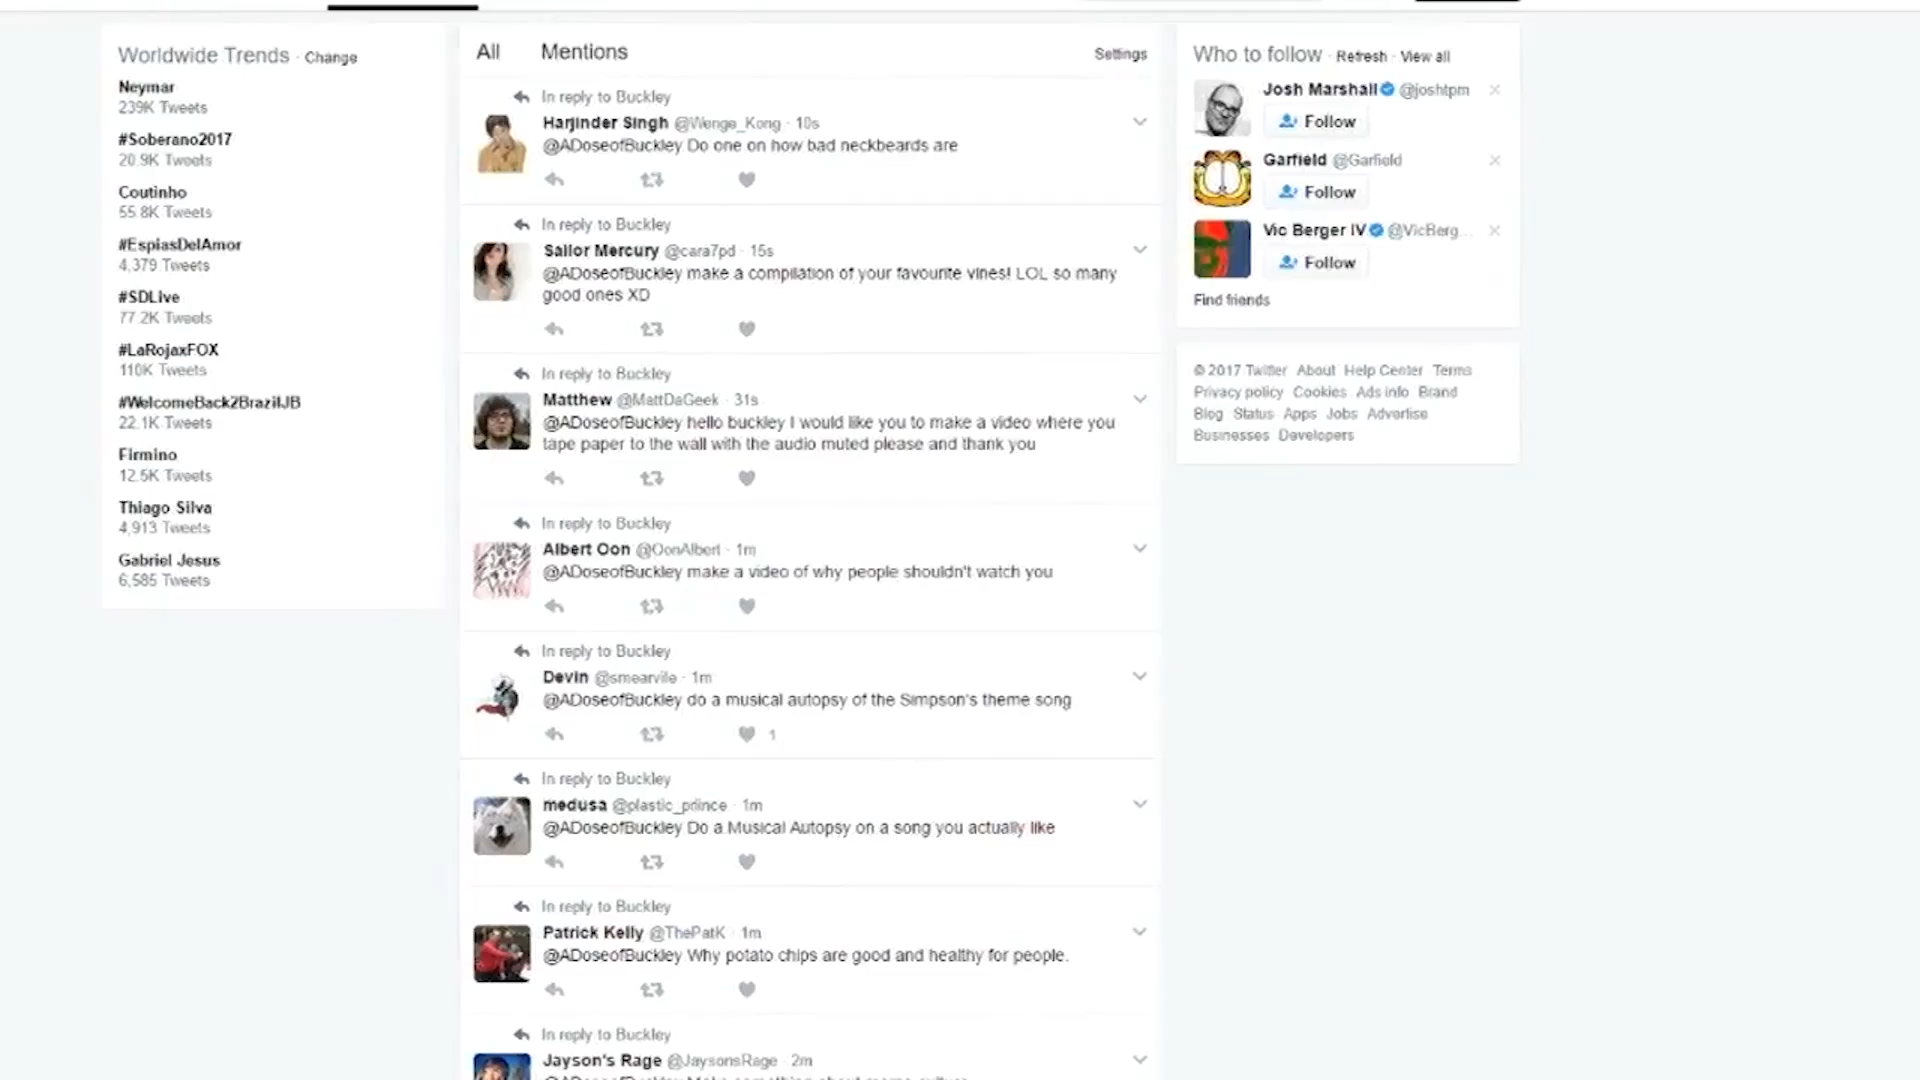 Worldwide Trends · Change
Neymar
239K Tweets
#Soberano2017
20.9K Tweets
Coutinho
55.8K Tweets
#EspiasDelAmor
4,379 Tweets
#SDLive
77.2K Tweets
#LaRojaxFOX
110K Tweets
#WelcomeBack2BrazilJB
22.1K Tweets
Firmino
12.5K Tweets
Thiago Silva
4,913 Tweets
Gabriel Jesus
6,585 Tweets
All Mentions Settings
In reply to Buckley
Harjinder Singh @Wenge_Kong · 10s
@ADoseofBuckley Do one on how bad neckbeards are
In reply to Buckley
Sailor Mercury @cara7pd · 15s
@ADoseofBuckley make a compilation of your favourite vines! LOL so many
good ones XD
In reply to Buckley
Matthew @MattDaGeek · 31s
@ADoseofBuckley hello buckley I would like you to make a video where you
tape paper to the wall with the audio muted please and thank you
In reply to Buckley
Albert Oon @OonAlbert · 1m
@ADoseofBuckley make a video of why people shouldn't watch you
In reply to Buckley
Devin @smearvile · 1m
@ADoseofBuckley do a musical autopsy of the Simpson's theme song
1
In reply to Buckley
medusa @plastic_prince · 1m
@ADoseofBuckley Do a Musical Autopsy on a song you actually like
In reply to Buckley
Patrick Kelly @ThePatK · 1m
@ADoseofBuckley Why potato chips are good and healthy for people.
In reply to Buckley
Jayson's Rage @JaysonsRage · 2m
Who to follow · Refresh · View all
Josh Marshall @joshtpm
Follow
Garfield @Garfield
Follow
Vic Berger IV @VicBerg...
Follow
Find friends
© 2017 Twitter About Help Center Terms
Privacy policy Cookies Ads info Brand
Blog Status Apps Jobs Advertise
Businesses Developers